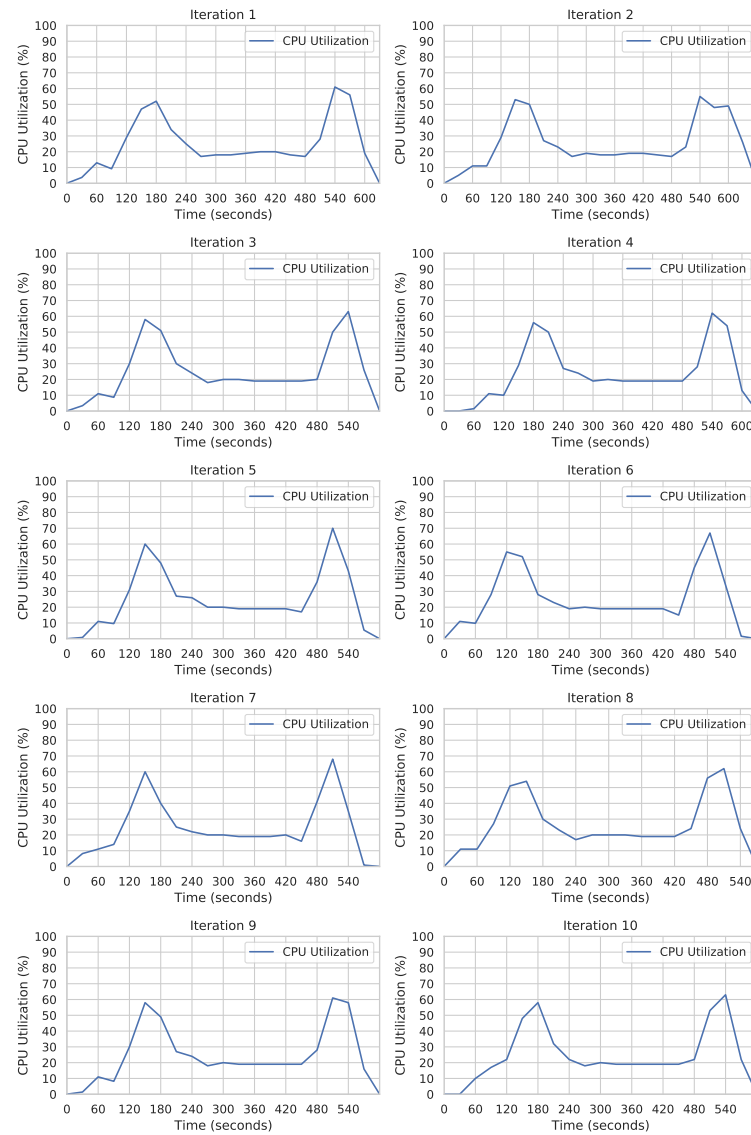 Iteration 1
CPU Utilization (%)
100
90
80
70
60
50
40
30
20
10
0
CPU Utilization
0 60 120 180 240 300 360 420 480 540 600
Time (seconds)
Iteration 2
CPU Utilization (%)
100
90
80
70
60
50
40
30
20
10
0
CPU Utilization
0 60 120 180 240 300 360 420 480 540 600
Time (seconds)
Iteration 3
CPU Utilization (%)
100
90
80
70
60
50
40
30
20
10
0
CPU Utilization
0 60 120 180 240 300 360 420 480 540
Time (seconds)
Iteration 4
CPU Utilization (%)
100
90
80
70
60
50
40
30
20
10
0
CPU Utilization
0 60 120 180 240 300 360 420 480 540 600
Time (seconds)
Iteration 5
CPU Utilization (%)
100
90
80
70
60
50
40
30
20
10
0
CPU Utilization
0 60 120 180 240 300 360 420 480 540
Time (seconds)
Iteration 6
CPU Utilization (%)
100
90
80
70
60
50
40
30
20
10
0
CPU Utilization
0 60 120 180 240 300 360 420 480 540
Time (seconds)
Iteration 7
CPU Utilization (%)
100
90
80
70
60
50
40
30
20
10
0
CPU Utilization
0 60 120 180 240 300 360 420 480 540
Time (seconds)
Iteration 8
CPU Utilization (%)
100
90
80
70
60
50
40
30
20
10
0
CPU Utilization
0 60 120 180 240 300 360 420 480 540
Time (seconds)
Iteration 9
CPU Utilization (%)
100
90
80
70
60
50
40
30
20
10
0
CPU Utilization
0 60 120 180 240 300 360 420 480 540
Time (seconds)
Iteration 10
CPU Utilization (%)
100
90
80
70
60
50
40
30
20
10
0
CPU Utilization
0 60 120 180 240 300 360 420 480 540
Time (seconds)